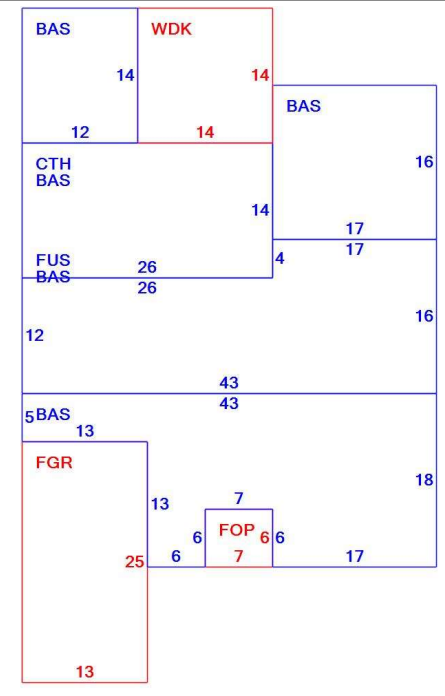 BAS WDK
14 14
BAS
12 14
CTH
BAS
16
14
17
17
FUS 4
26
BAS
26
16
12
43
43
5 BAS
13
FGR
18
7
13
FOP
6 6 6
6 7 17
25
13